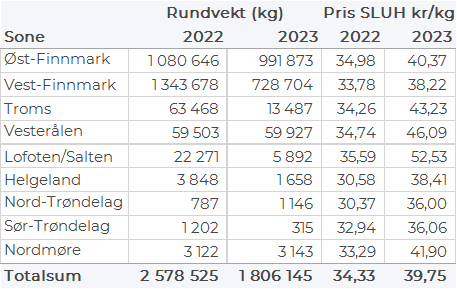 Rundvekt (kg) Pris SLUH kr/kg
Sone 2022 2023 2022 2023
Øst-Finnmark 1 080 646 991 873 34,98 40,37
Vest-Finnmark 1 343 678 728 704 33,78 38,22
Troms 63 468 13 487 34,26 43,23
Vesterålen 59 503 59 927 34,74 46,09
Lofoten/Salten 22 271 5 892 35,59 52,53
Helgeland 3 848 1 658 30,58 38,41
Nord-Trøndelag 787 1 146 30,37 36,00
Sør-Trøndelag 1 202 315 32,94 36,06
Nordmøre 3 122 3 143 33,29 41,90
Totalsum 2 578 525 1 806 145 34,33 39,75